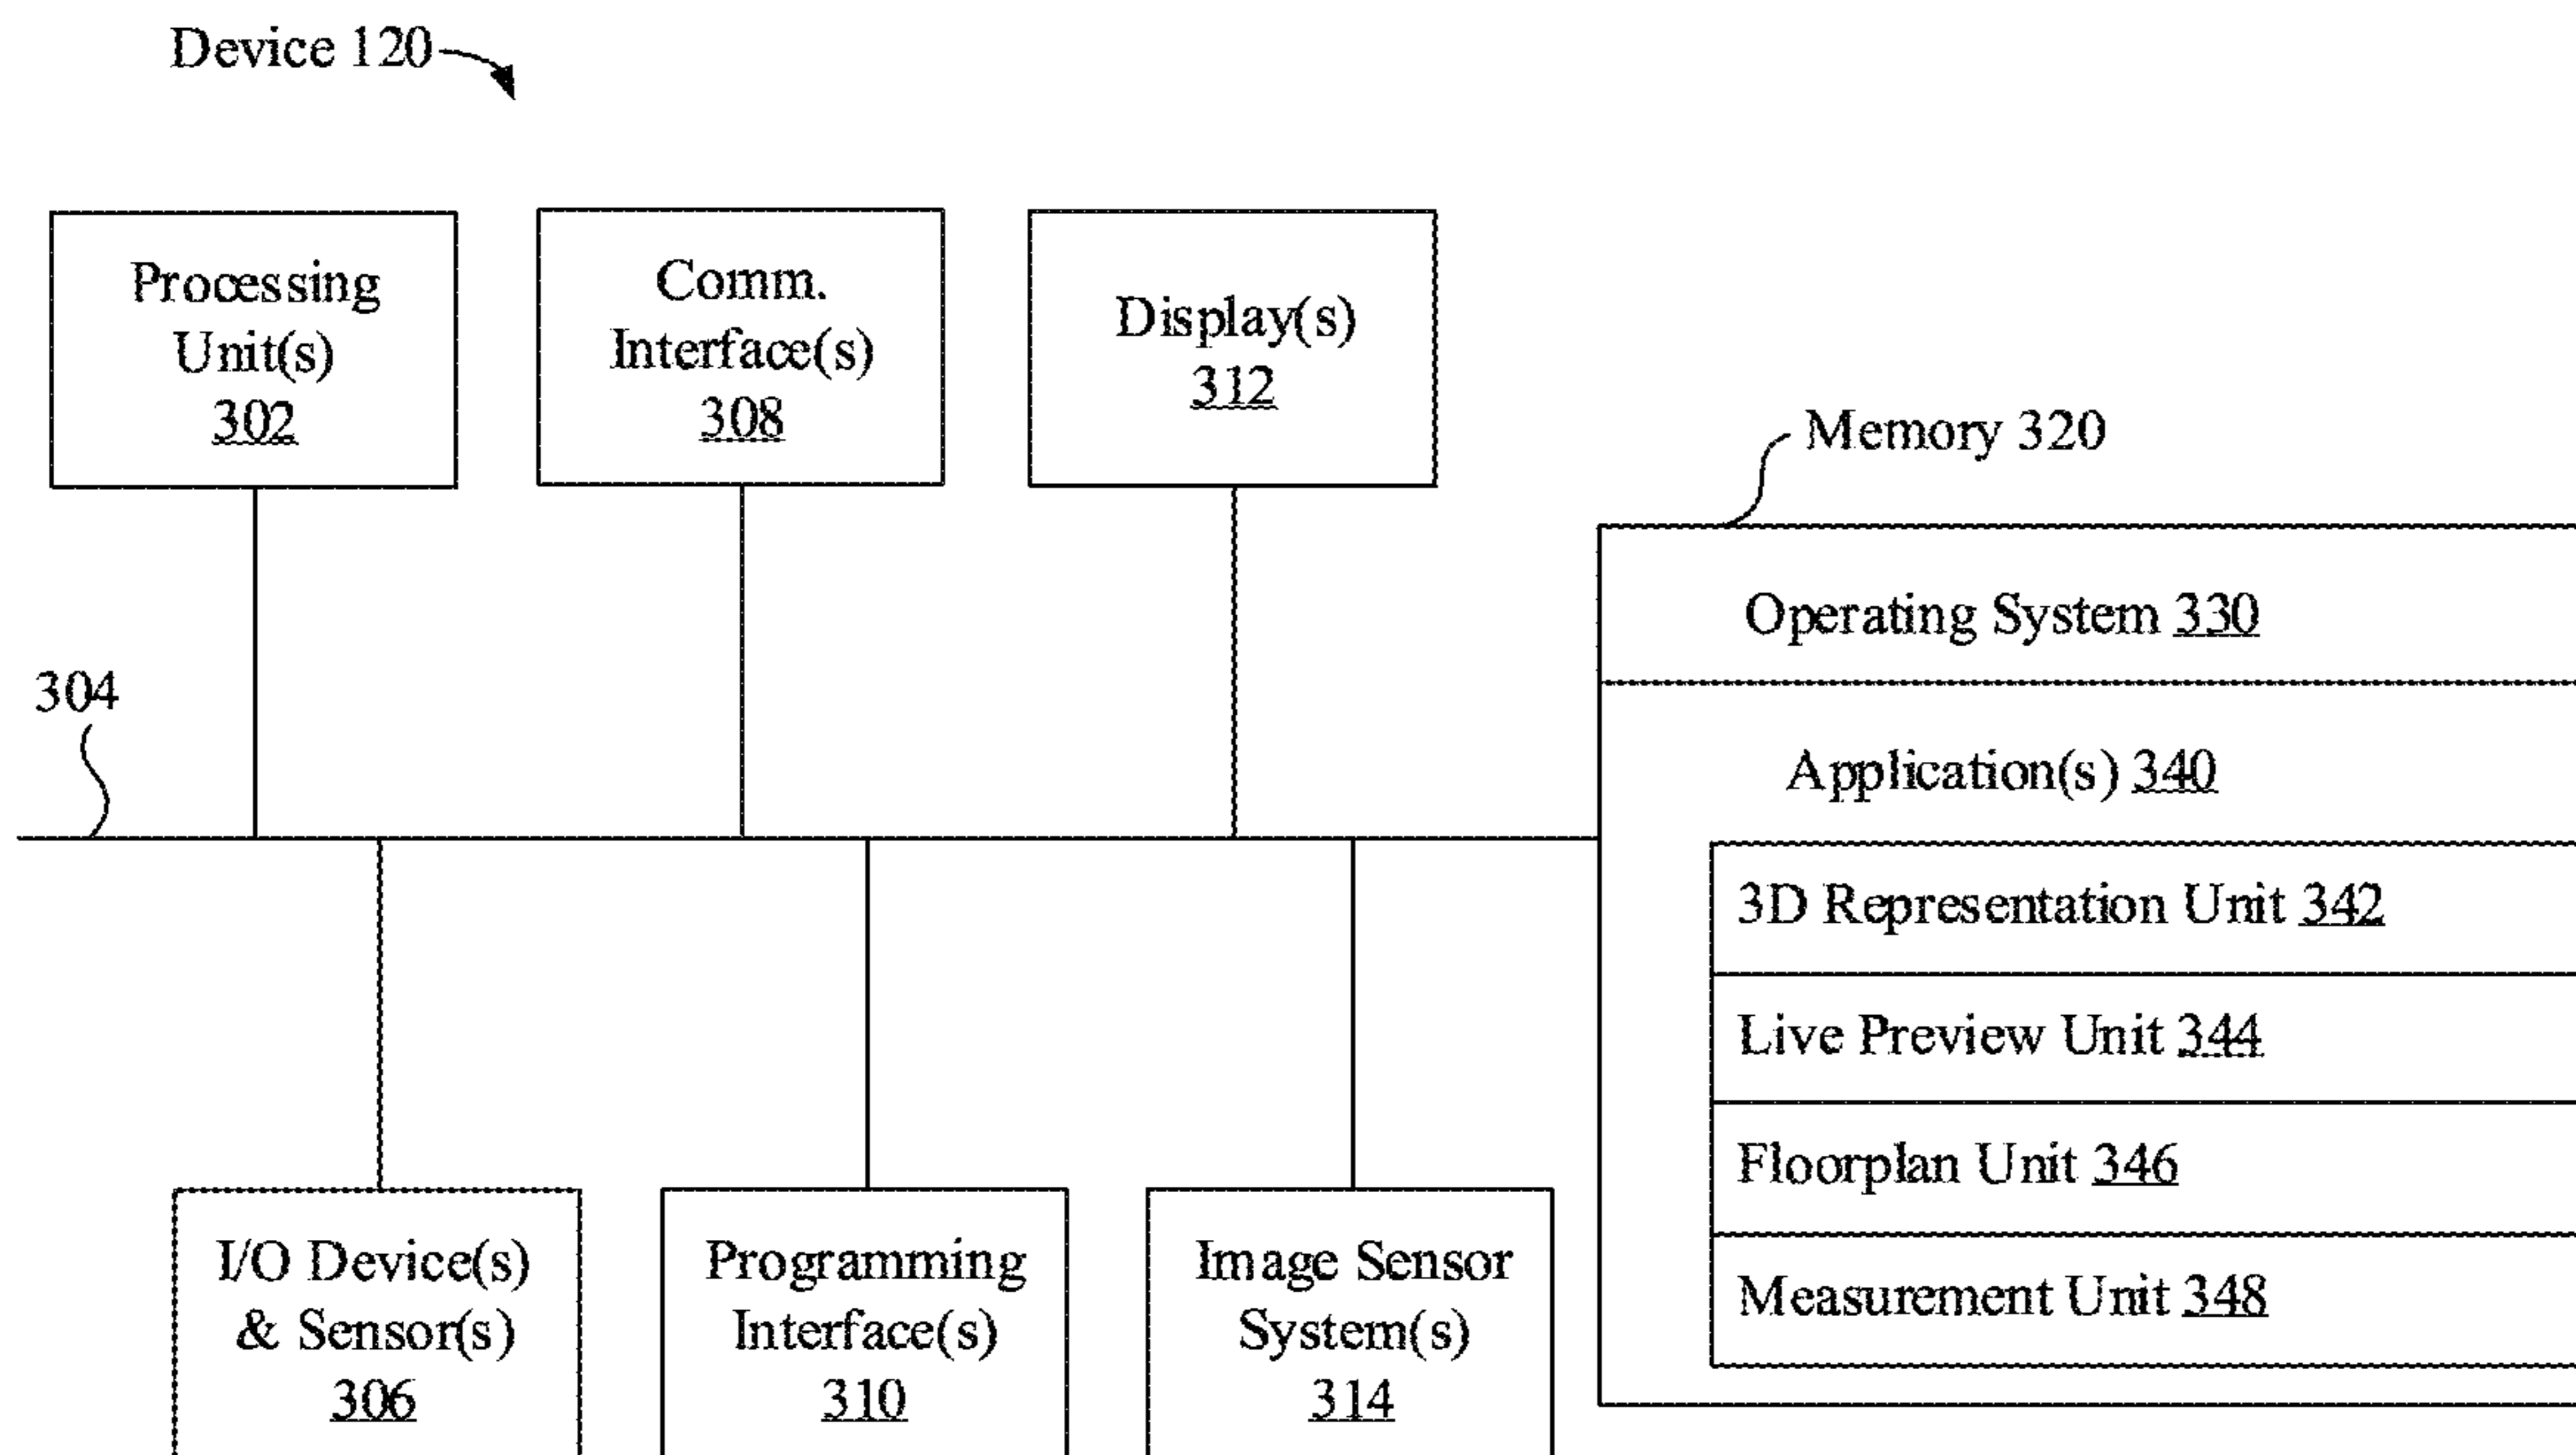 Device 120
Processing
Unit(s)
302
Comm.
Interface(s)
308
Display(s)
312
Memory 320
Operating System 330
304
Application(s) 340
3D Representation Unit 342
Live Preview Unit 344
Floorplan Unit 346
Measurement Unit 348
I/O Device(s)
& Sensor(s)
306
Programming
Interface(s)
310
Image Sensor
System(s)
314